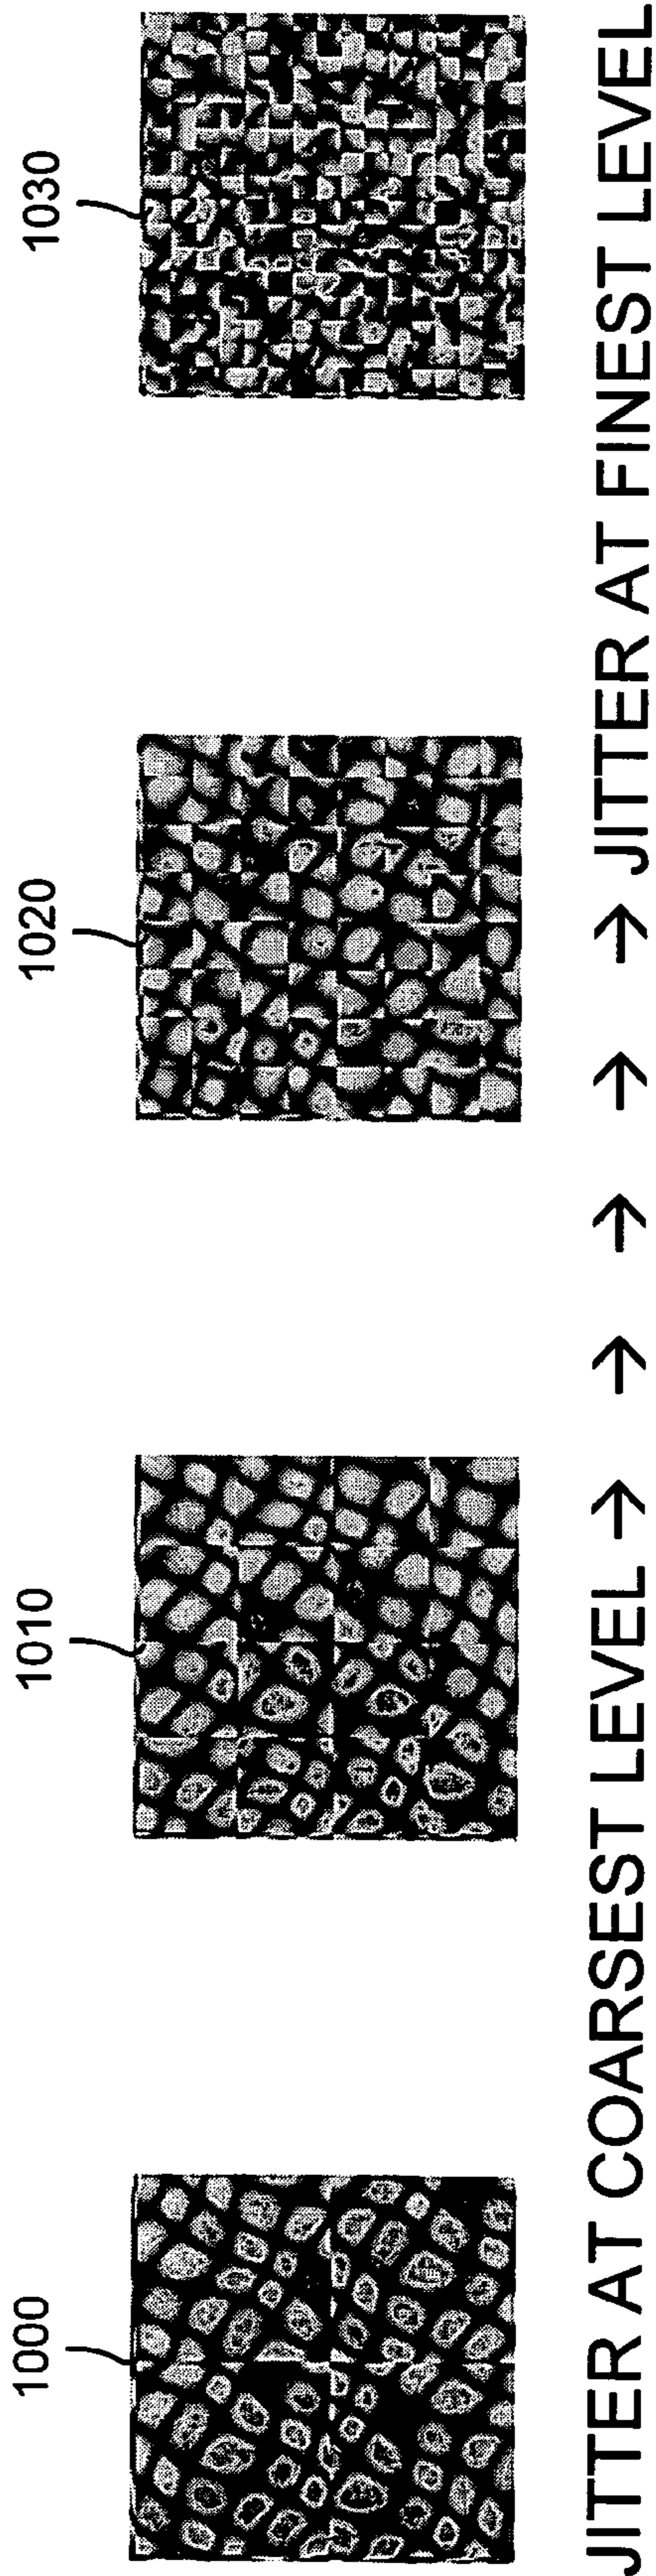 1000
1010
1020
1030
JITTER AT COARSEST LEVEL → → → → → JITTER AT FINEST LEVEL